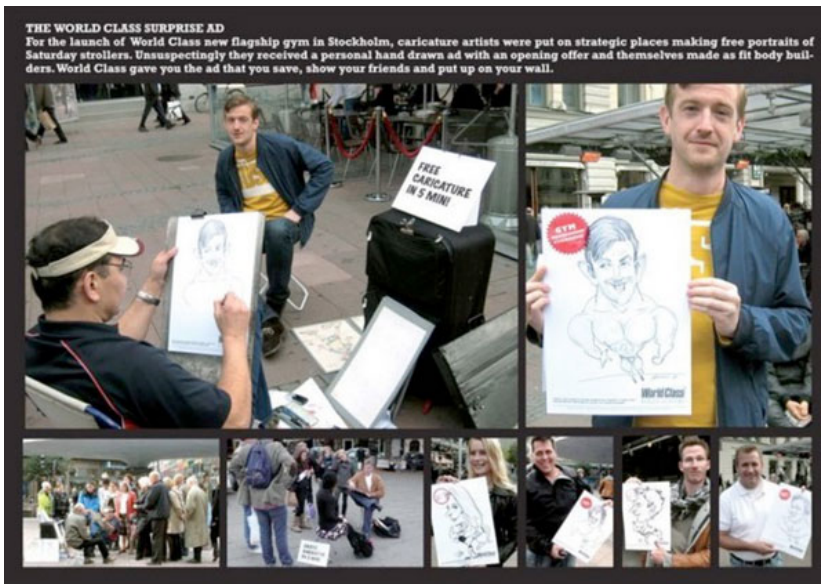 THE WORLD CLASS SURPRISE AD
For the launch of World Class new flagship gym in Stockholm, caricature artists were put on strategic places making free portraits of
Saturday strollers. Unsuspectingly they received a personal hand drawn ad with an opening offer and themselves made as fit body buil-
ders. World Class gave you the ad that you save, show your friends and put up on your wall.
FREE
CARICATURE
IN 5 MIN!
GYM
World Class